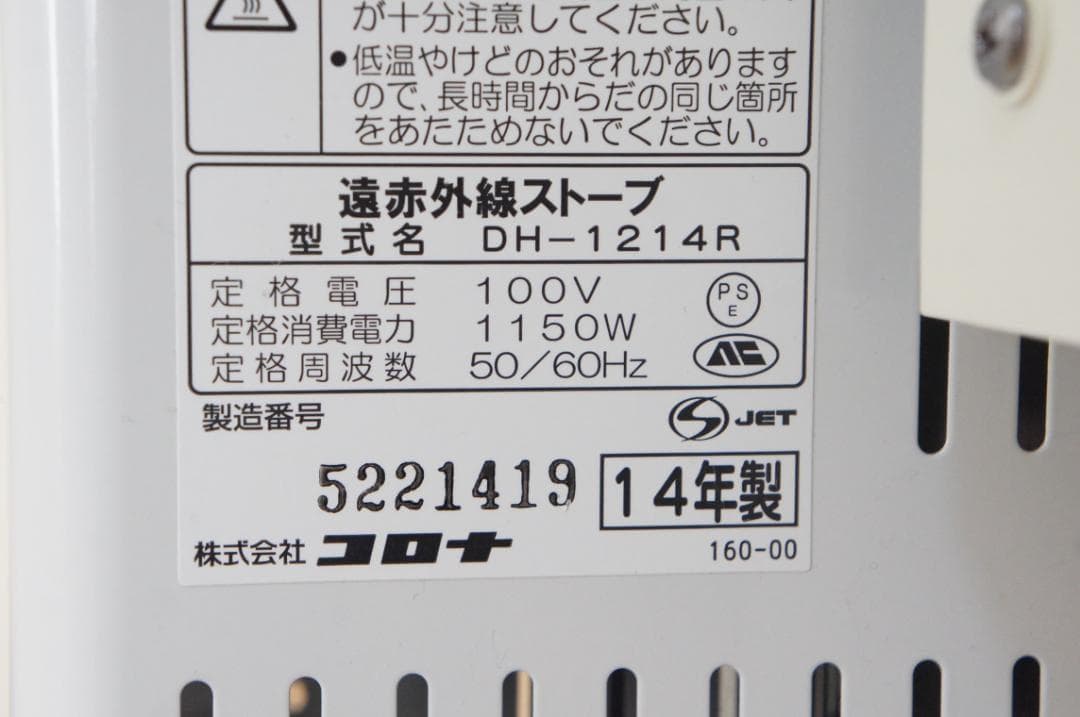 が十分注意してください。
●低温やけどのおそれがあります
ので、長時間からだの同じ箇所
をあたためないでください。
遠赤外線ストーブ
型式名 DH-1214R
定格電圧 100V
PS
E
定格消費電力 1150W
定格周波数 50/60Hz
製造番号
S JET
5221419
14年製
株式会社 コロナ
160-00